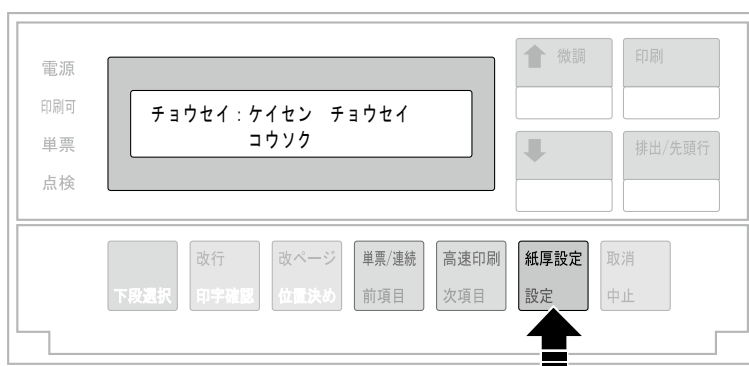 電源
印刷可
単票
点検
チョウセイ：ケイセン　チョウセイ
コウソク
微調
印刷
排出/先頭行
下段選択
改行
印字確認
改ページ
位置決め
単票/連続
前項目
高速印刷
次項目
紙厚設定
設定
取消
中止